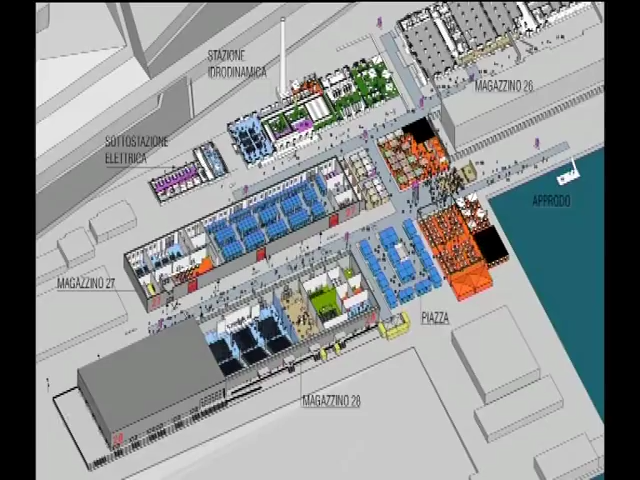 STAZIONE
IDRODINAMICA
MAGAZZINO 26
SOTTOSTAZIONE
ELETTRICA
APPRODO
MAGAZZINO 27
PIAZZA
MAGAZZINO 28